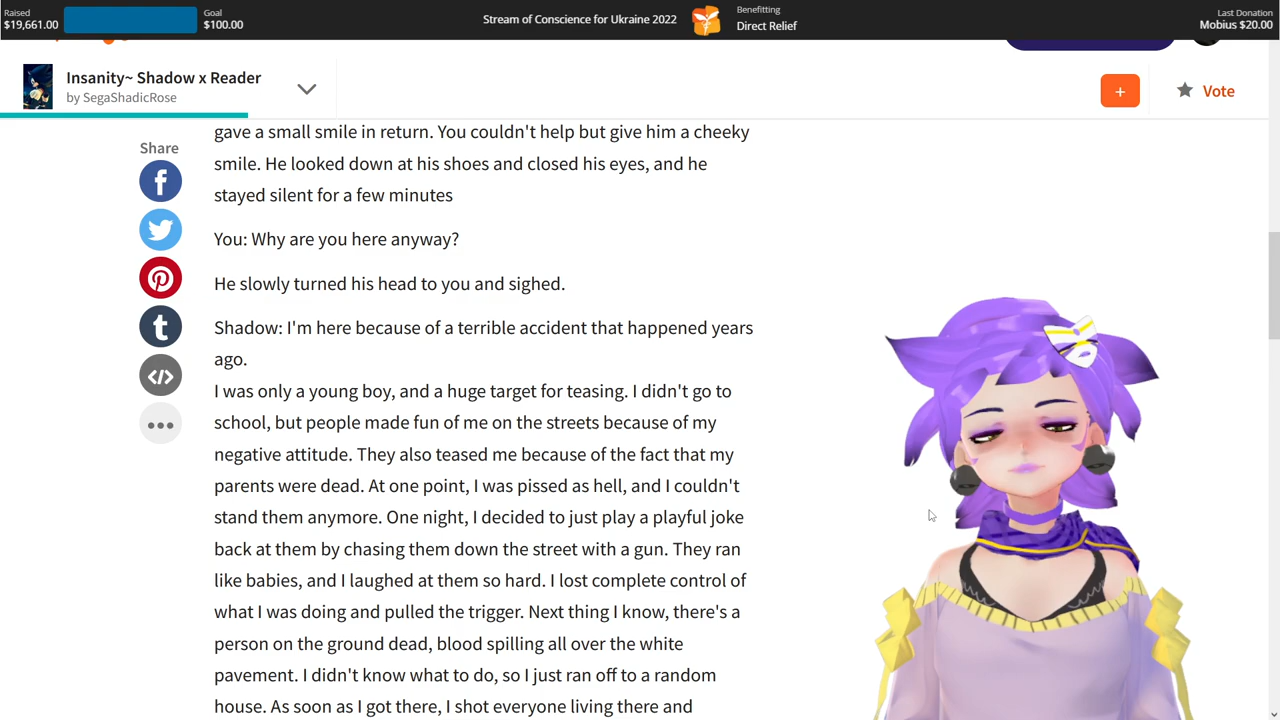 Raised
$19,661.00
Goal
$100.00
Stream of Conscience for Ukraine 2022
Benefitting
Direct Relief
Last Donation
Mobius $20.00
Insanity~ Shadow x Reader
by SegaShadicRose
+
Vote
Share
gave a small smile in return. You couldn't help but give him a cheeky
smile. He looked down at his shoes and closed his eyes, and he
stayed silent for a few minutes
You: Why are you here anyway?
He slowly turned his head to you and sighed.
Shadow: I'm here because of a terrible accident that happened years
ago.
I was only a young boy, and a huge target for teasing. I didn't go to
school, but people made fun of me on the streets because of my
negative attitude. They also teased me because of the fact that my
parents were dead. At one point, I was pissed as hell, and I couldn't
stand them anymore. One night, I decided to just play a playful joke
back at them by chasing them down the street with a gun. They ran
like babies, and I laughed at them so hard. I lost complete control of
what I was doing and pulled the trigger. Next thing I know, there's a
person on the ground dead, blood spilling all over the white
pavement. I didn't know what to do, so I just ran off to a random
house. As soon as I got there, I shot everyone living there and